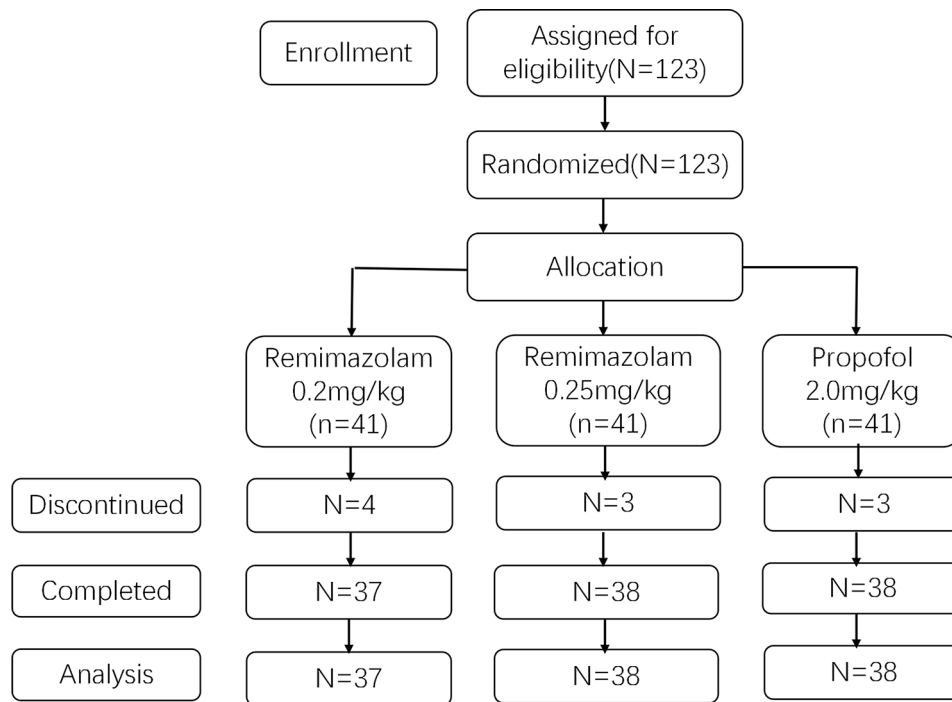 Enrollment
Assigned for
eligibility(N=123)
Randomized(N=123)
Allocation
Remimazolam
0.2mg/kg
(n=41)
Remimazolam
0.25mg/kg
(n=41)
Propofol
2.0mg/kg
(n=41)
Discontinued
N=4
N=3
N=3
Completed
N=37
N=38
N=38
Analysis
N=37
N=38
N=38